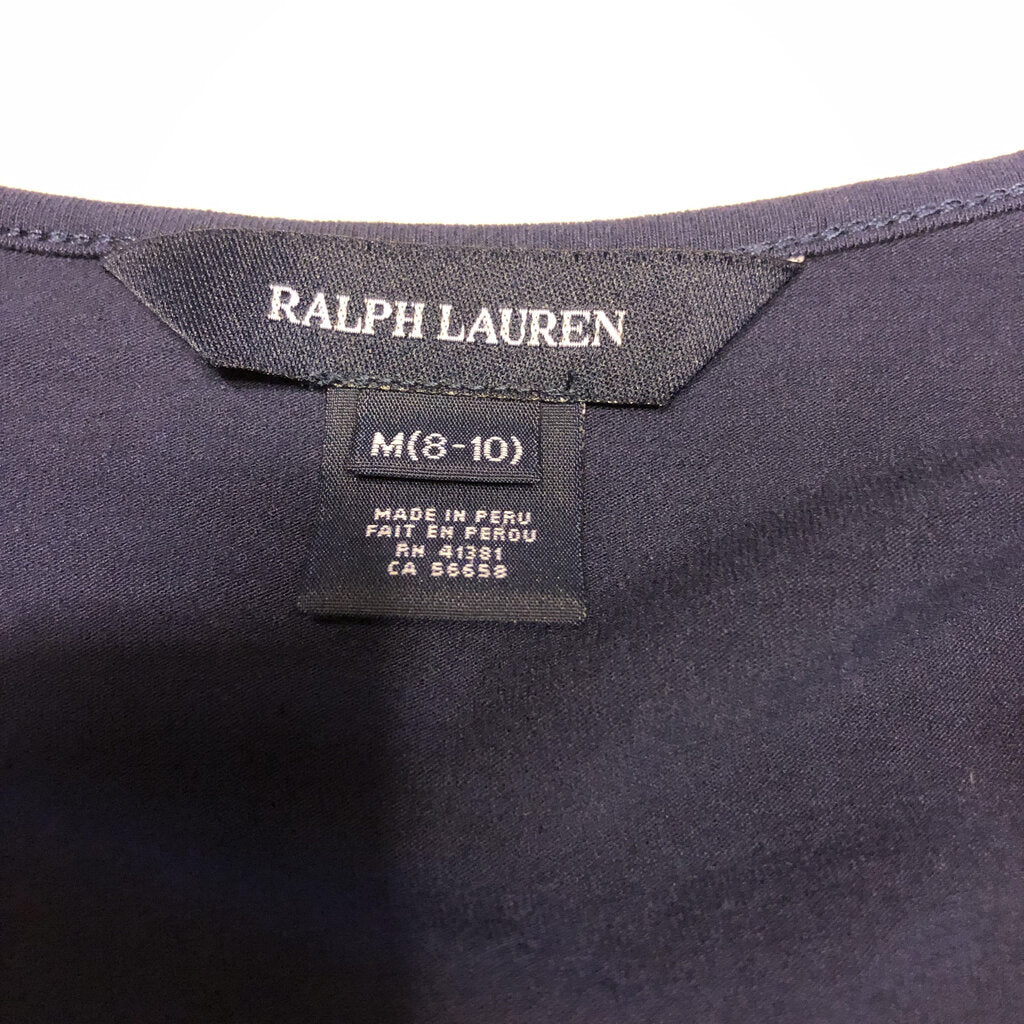 RALPH LAUREN
M(8-10)
MADE IN PERU
FAIT EN PEROU
RN 41381
CA 56658